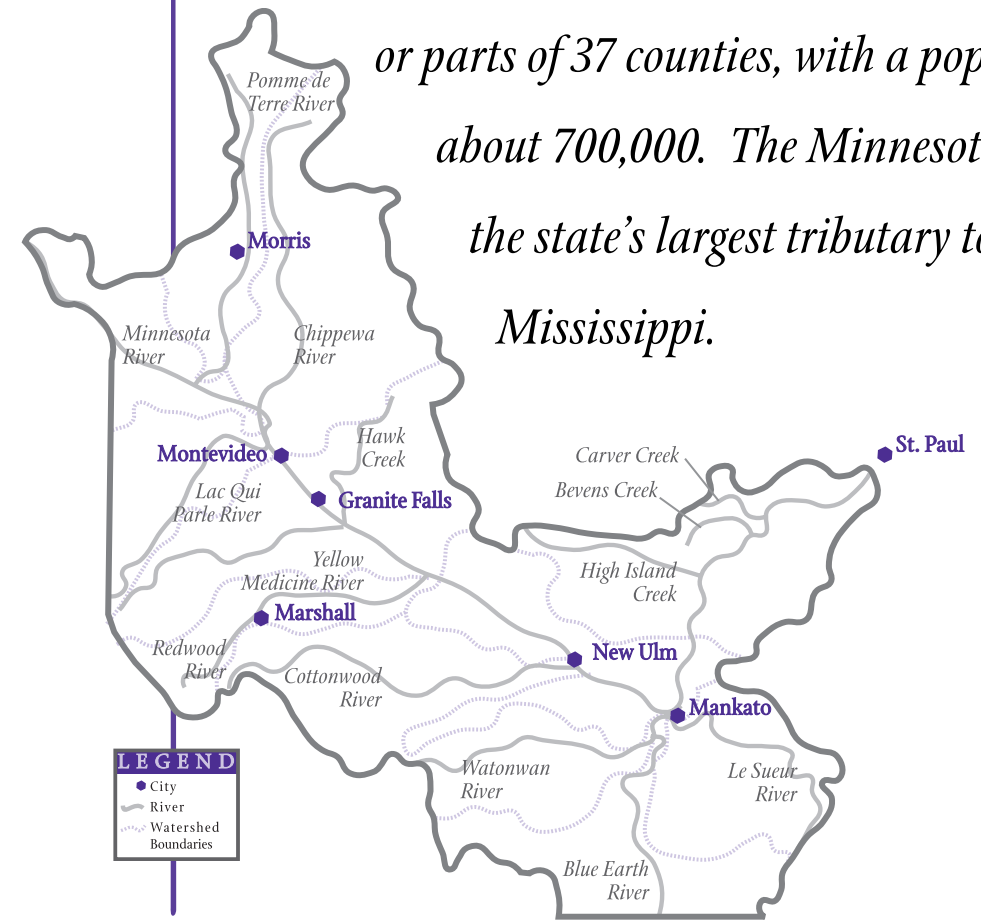 or parts of 37 counties, with a pop
about 700,000. The Minnesot
the state's largest tributary to
Mississippi.
Pomme de
Terre River
Morris
Minnesota
River
Chippewa
River
Hawk
Creek
Montevideo
Granite Falls
Lac Qui
Parle River
St. Paul
Carver Creek
Bevens Creek
High Island
Creek
Yellow
Medicine River
Marshall
Redwood
River
Cottonwood
River
New Ulm
Mankato
Watonwan
River
Le Sueur
River
Blue Earth
River
LEGEND
City
River
Watershed
Boundaries